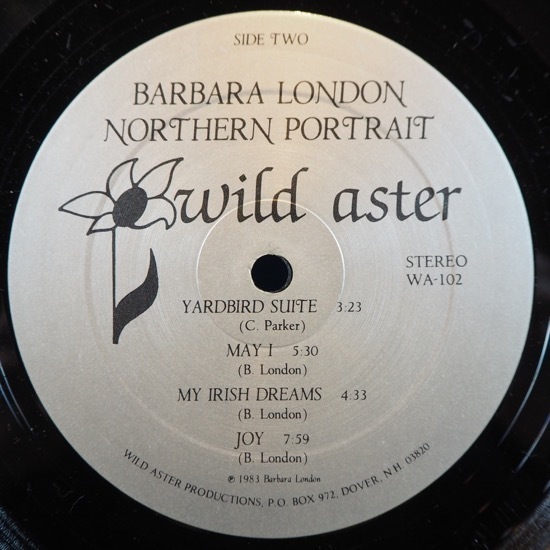 SIDE TWO
BARBARA LONDON
NORTHERN PORTRAIT
wild aster
STEREO
WA-102
YARDBIRD SUITE 3:23
(C. Parker)
MAY I 5:30
(B. London)
MY IRISH DREAMS 4:33
(B. London)
JOY 7:59
(B. London)
℗ 1983 Barbara London
WILD ASTER PRODUCTIONS, P.O. BOX 972, DOVER, N.H. 03820